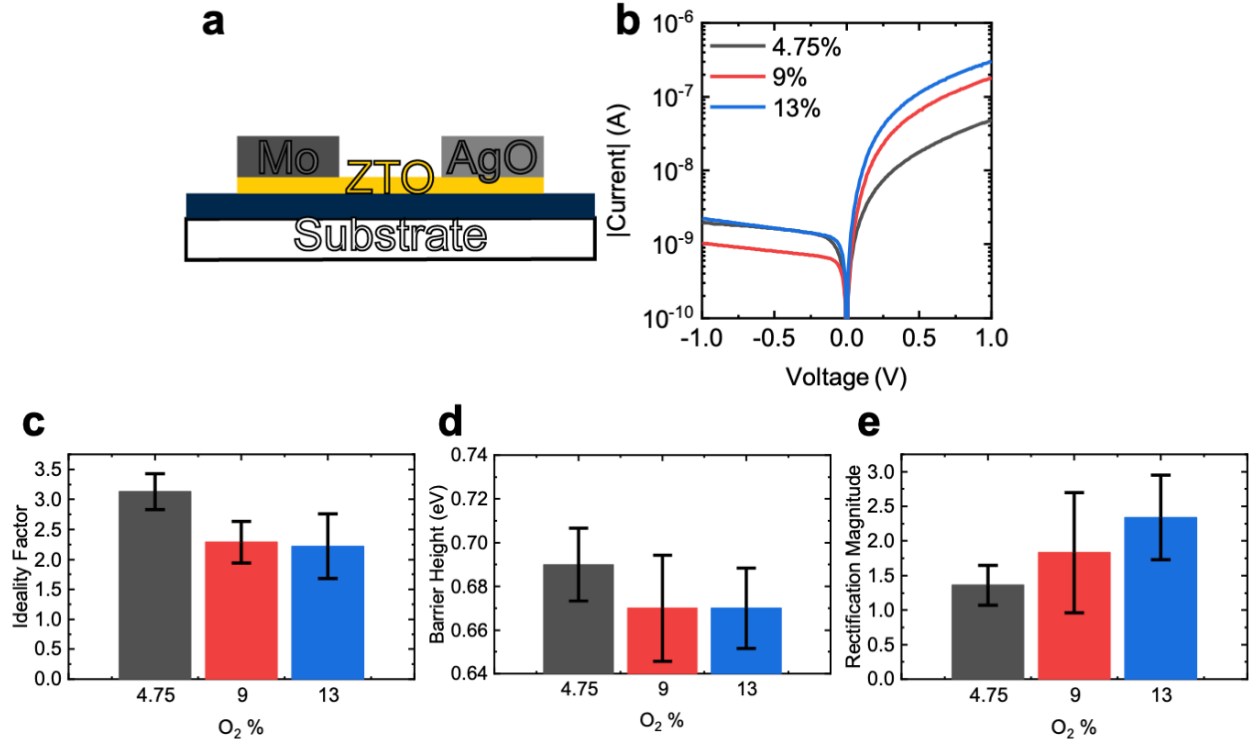 a
Mo
AgO
ZTO
Substrate
b
|Current| (A)
10-6
10-7
10-8
10-9
10-10
4.75%
9%
13%
-1.0
-0.5
0.0
0.5
1.0
Voltage (V)
c
Ideality Factor
3.5
3.0
2.5
2.0
1.5
1.0
0.5
0.0
4.75
9
13
O2 %
d
Barrier Height (eV)
0.74
0.72
0.70
0.68
0.66
0.64
4.75
9
13
O2 %
e
Rectification Magnitude
3.0
2.5
2.0
1.5
1.0
0.5
0.0
4.75
9
13
O2 %